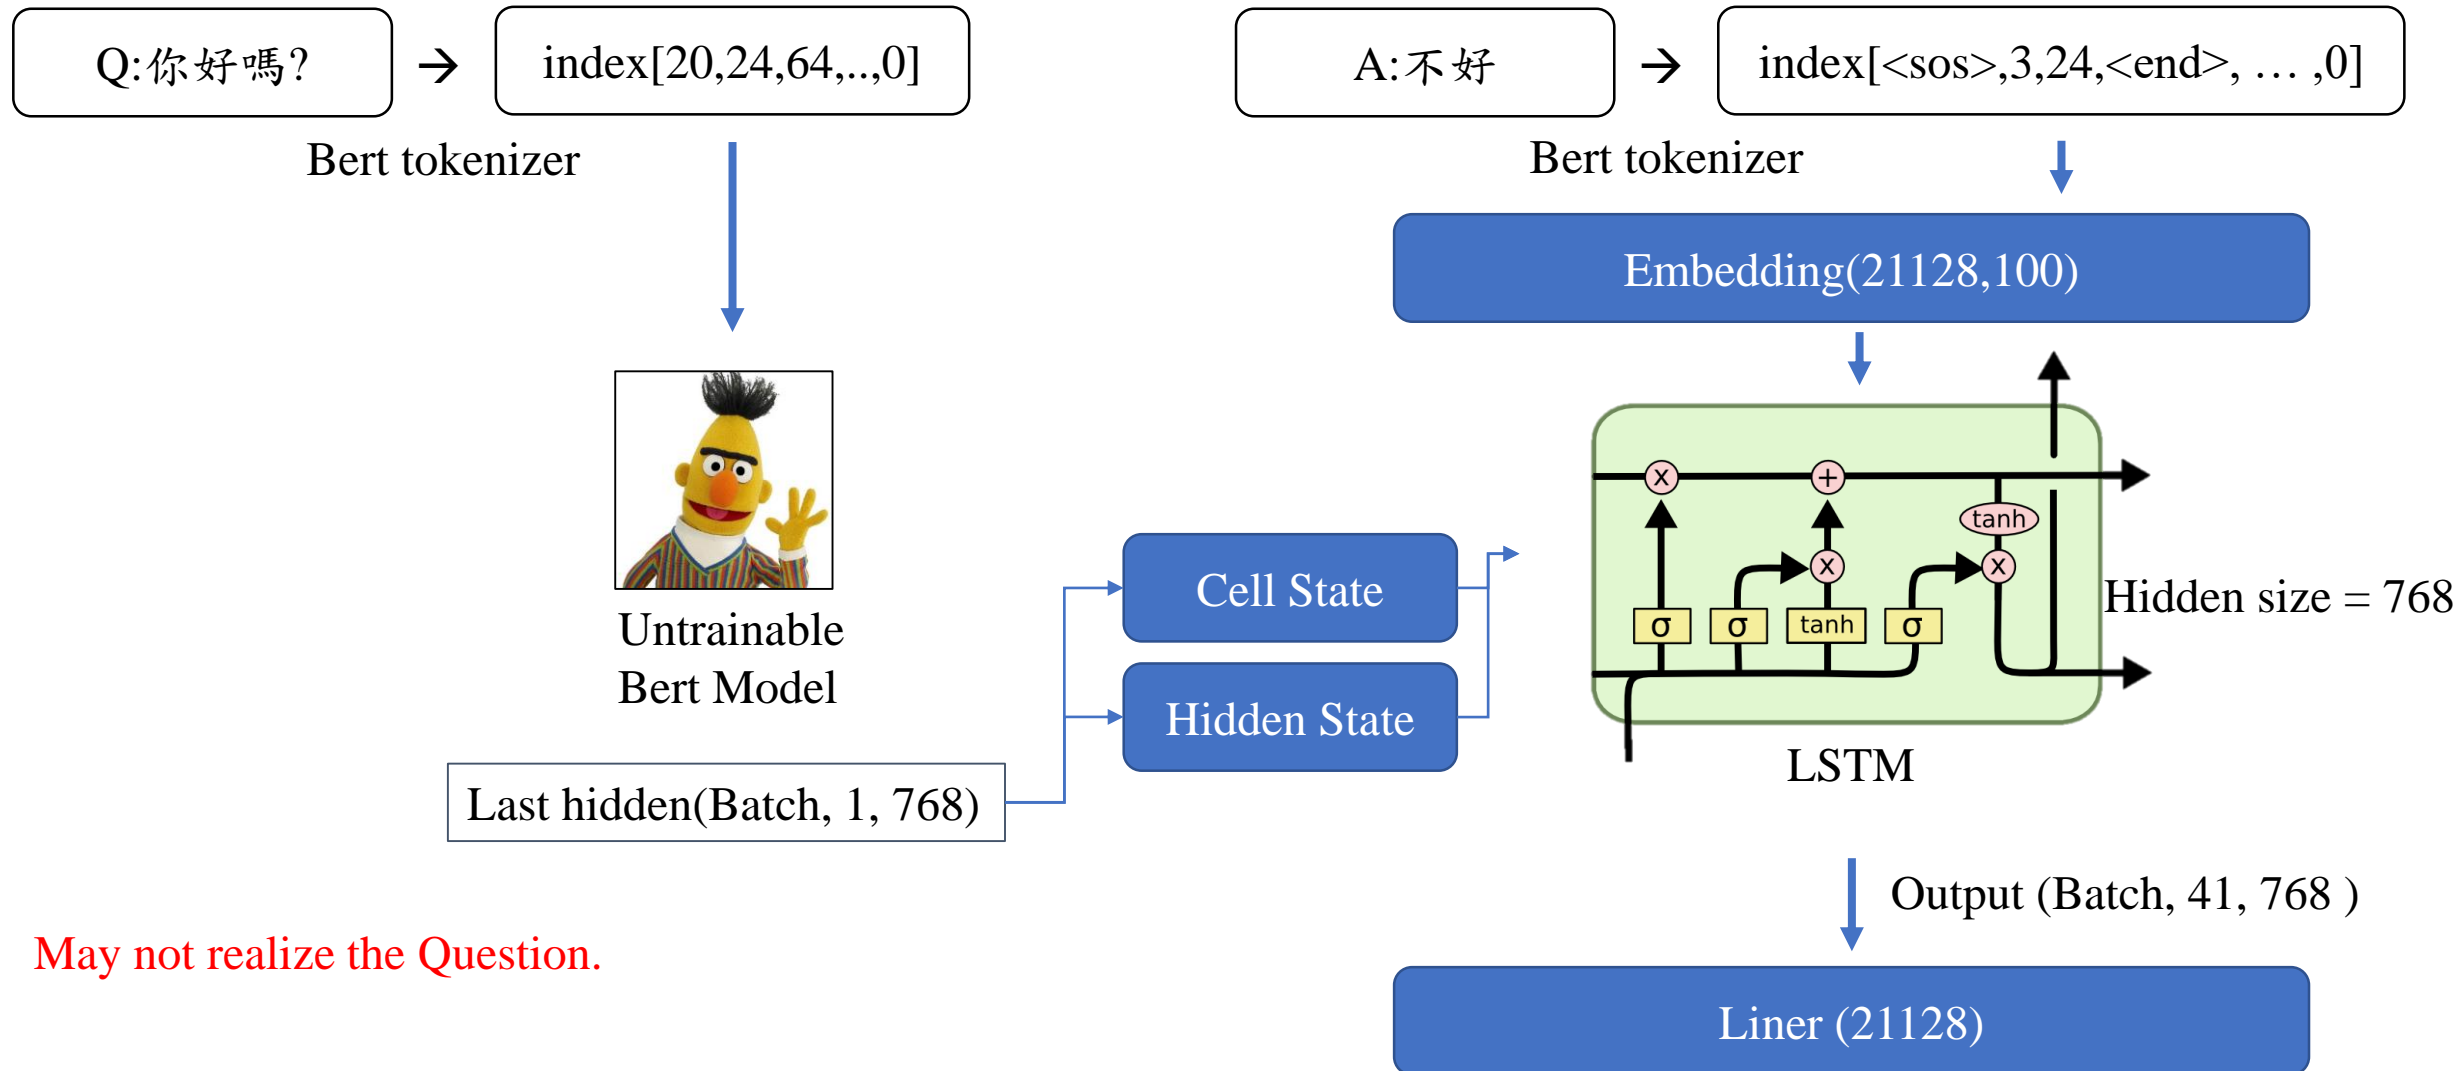 Q:你好嗎?
→
index[20,24,64,..,0]
Bert tokenizer
A:不好
→
index[<sos>,3,24,<end>, … ,0]
Bert tokenizer
Embedding(21128,100)
Untrainable
Bert Model
Last hidden(Batch, 1, 768)
Cell State
Hidden State
x
+
tanh
x
x
σ
σ
tanh
σ
Hidden size = 768
LSTM
Output (Batch, 41, 768 )
May not realize the Question.
Liner (21128)